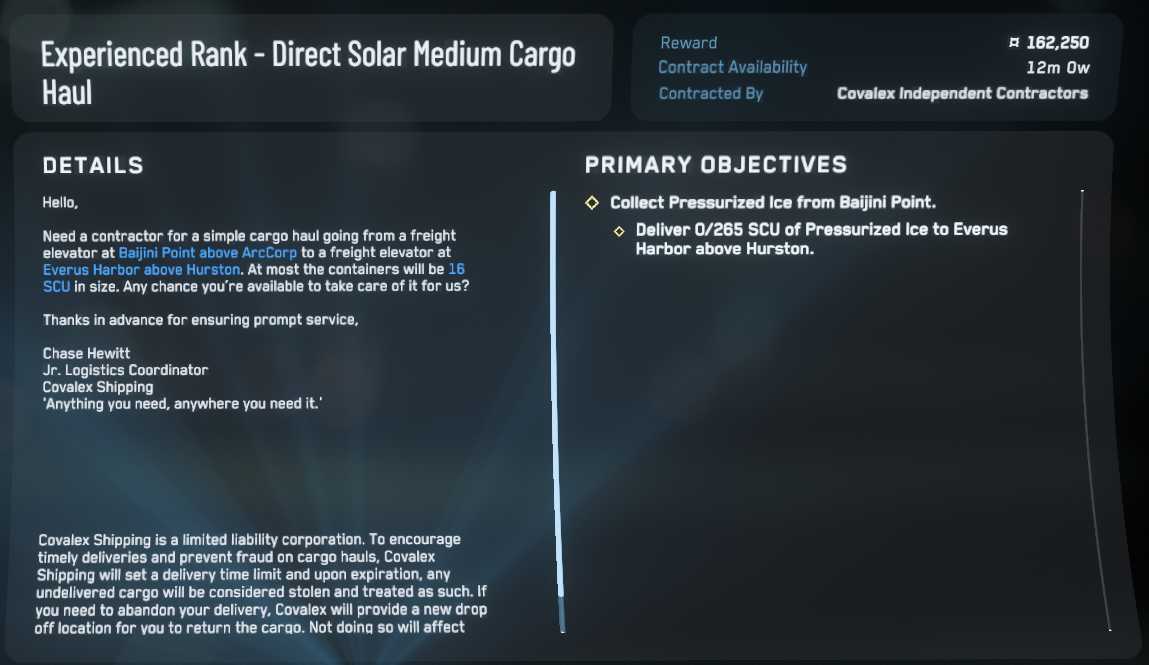 Experienced Rank - Direct Solar Medium Cargo
Haul
Reward ¤ 162,250
Contract Availability 12m 0w
Contracted By Covalex Independent Contractors
DETAILS
Hello,
Need a contractor for a simple cargo haul going from a freight
elevator at Baijini Point above ArcCorp to a freight elevator at
Everus Harbor above Hurston. At most the containers will be 16
SCU in size. Any chance you're available to take care of it for us?
Thanks in advance for ensuring prompt service,
Chase Hewitt
Jr. Logistics Coordinator
Covalex Shipping
'Anything you need, anywhere you need it.'
Covalex Shipping is a limited liability corporation. To encourage
timely deliveries and prevent fraud on cargo hauls, Covalex
Shipping will set a delivery time limit and upon expiration, any
undelivered cargo will be considered stolen and treated as such. If
you need to abandon your delivery, Covalex will provide a new drop
off location for you to return the cargo. Not doing so will affect
PRIMARY OBJECTIVES
Collect Pressurized Ice from Baijini Point.
Deliver 0/265 SCU of Pressurized Ice to Everus
Harbor above Hurston.